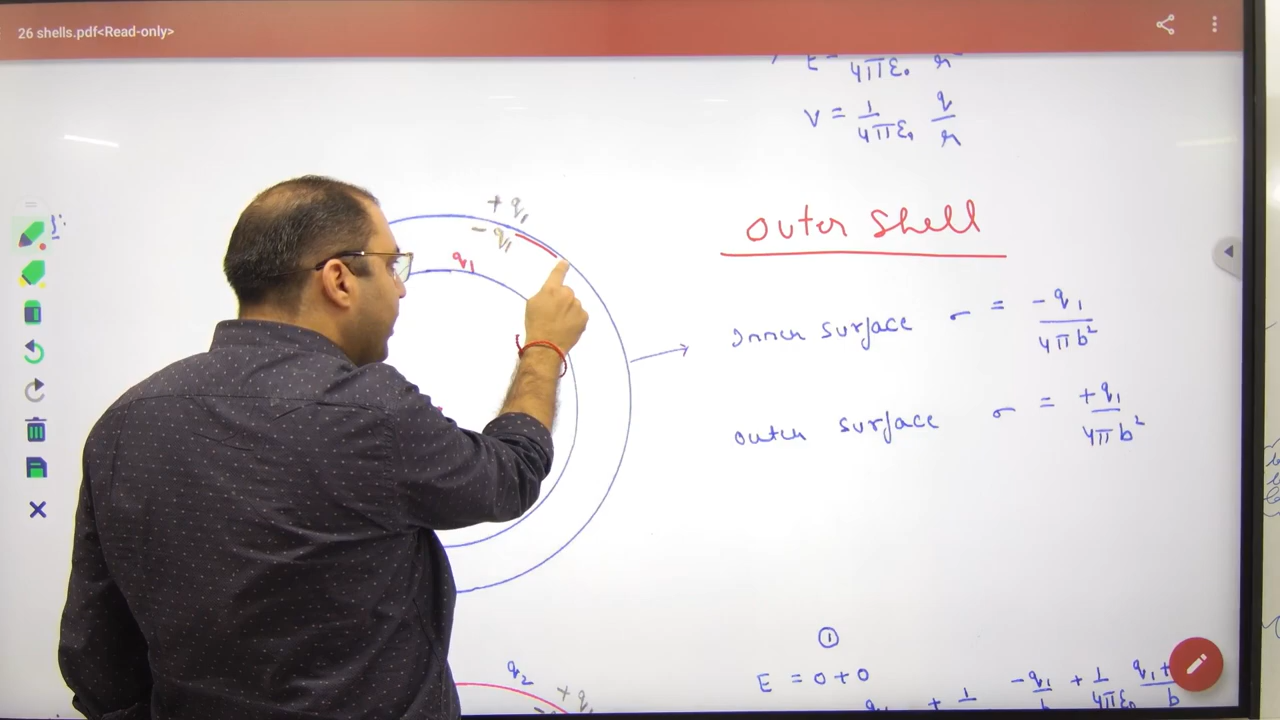 26 shells.pdf<Read-only>
V = 1/4πε₀ q/r
+q₁
-q₁
q₁
Outer Shell
Inner surface σ = -q₁/4πb²
Outer surface σ = +q₁/4πb²
①
E = 0+0
q₂
+q₁